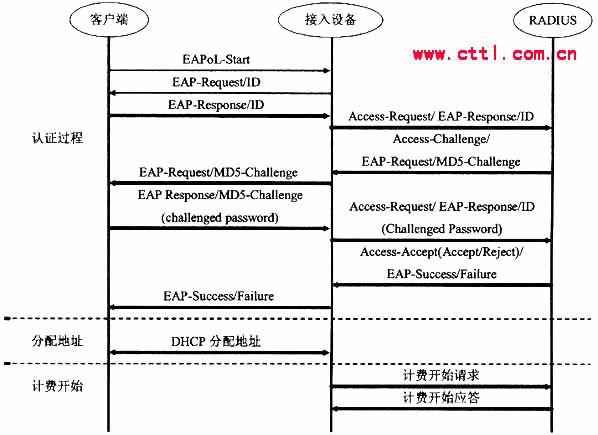 客户端
接入设备
RADIUS
www.cttl.com.cn
EAPoL-Start
EAP-Request/ID
EAP-Response/ID
Access-Request/ EAP-Response/ID
认证过程
Access-Challenge/
EAP-Request/MD5-Challenge
EAP-Request/MD5-Challenge
EAP Response/MD5-Challenge
(challenged password)
Access-Request/ EAP-Response/ID
(Challenged Password)
Access-Accept(Accept/Reject)/
EAP-Success/Failure
EAP-Success/Failure
分配地址
DHCP 分配地址
计费开始
计费开始请求
计费开始应答